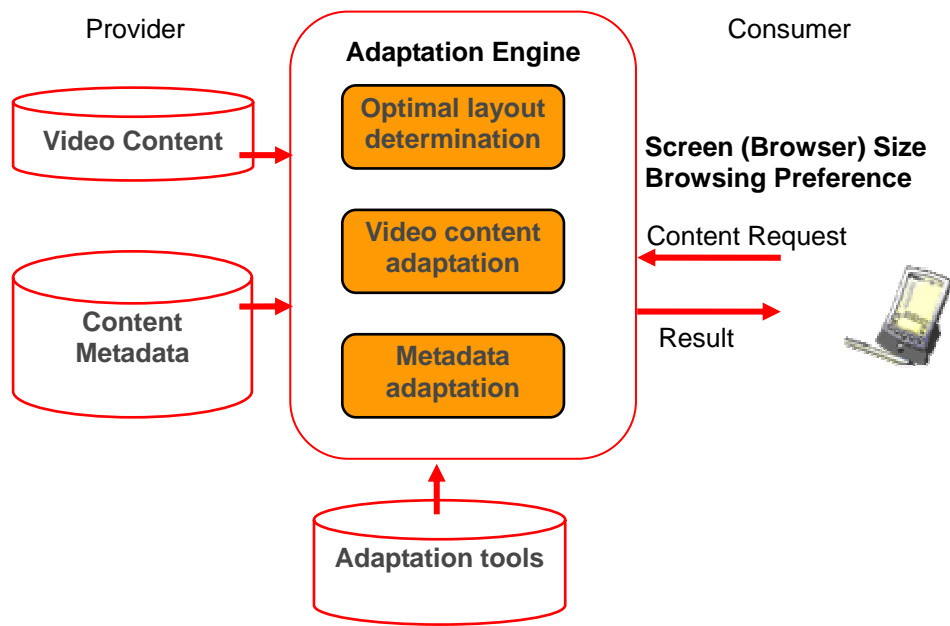 Provider
Adaptation Engine
Consumer
Video Content
Content
Metadata
Optimal layout
determination
Video content
adaptation
Metadada
adaptation
Screen (Browser) Size
Browsing Preference
Content Request
Result
Adaptation tools